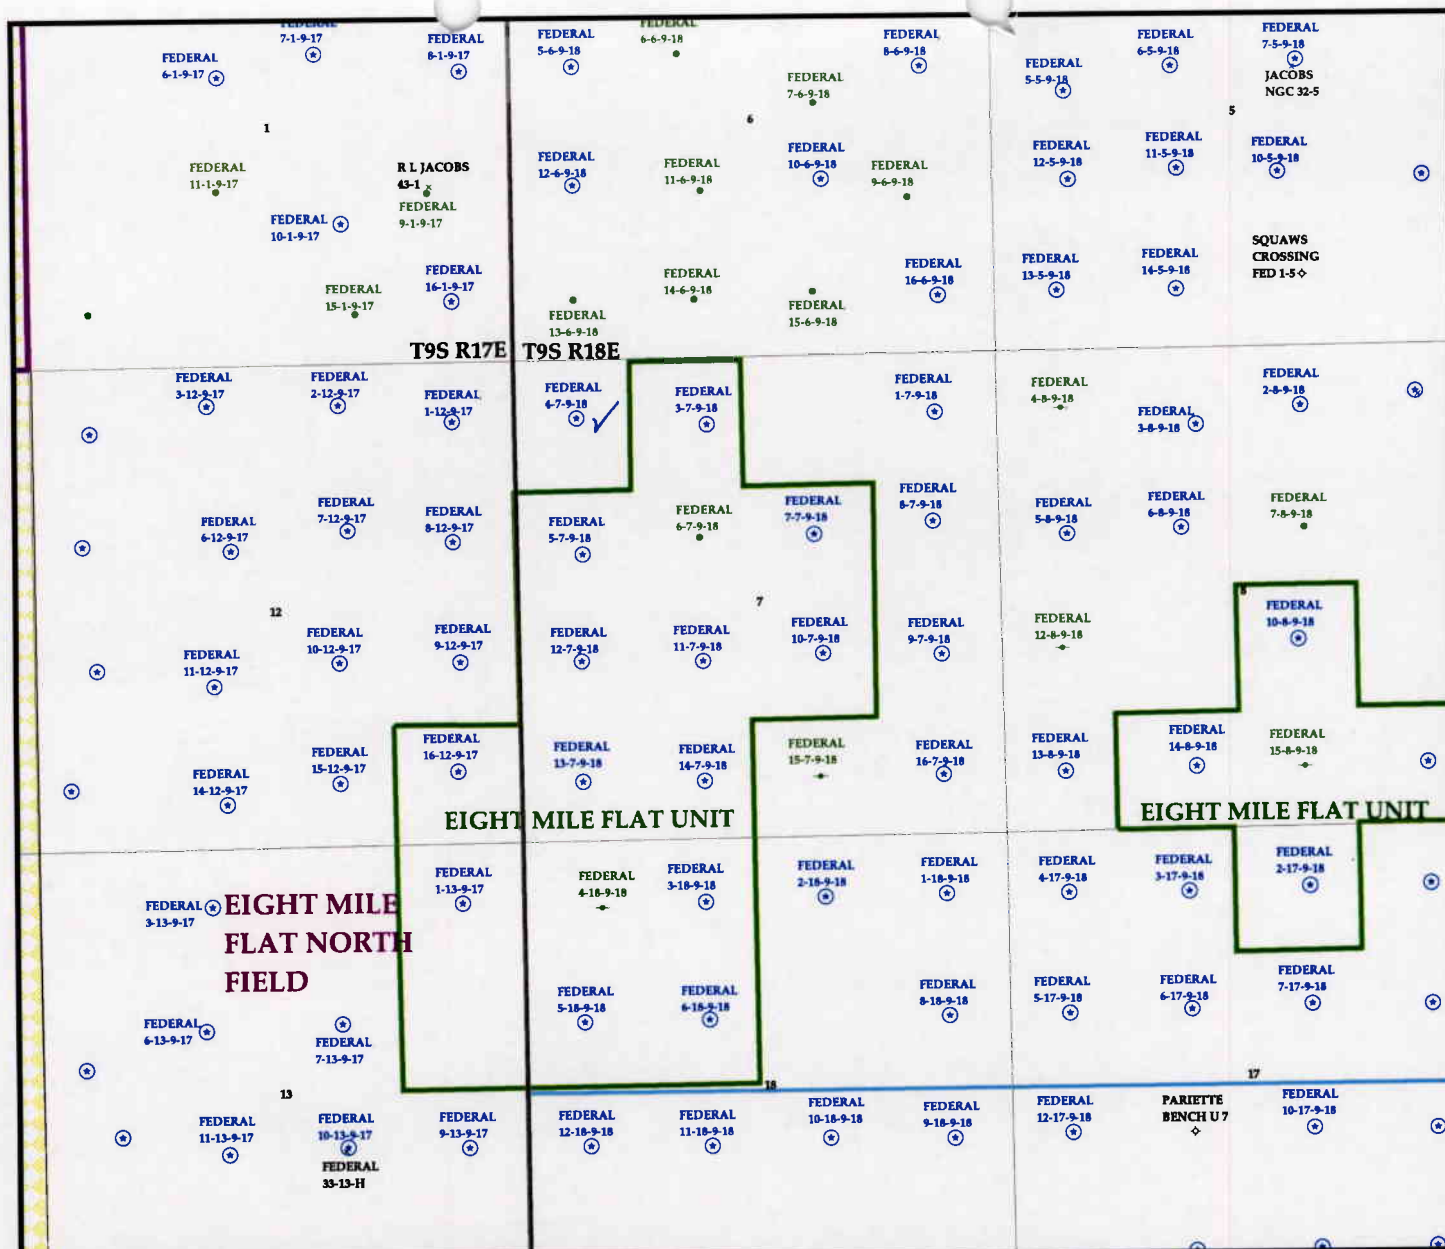 FEDERAL
7-1-9-17
FEDERAL
6-1-9-17
FEDERAL
8-1-9-17
FEDERAL
5-6-9-18
FEDERAL
6-6-9-18
FEDERAL
7-6-9-18
FEDERAL
8-6-9-18
FEDERAL
5-5-9-18
FEDERAL
6-5-9-18
FEDERAL
7-5-9-18
JACOBS
NGC 32-5
1
6
5
FEDERAL
11-1-9-17
R L JACOBS
43-1
FEDERAL
9-1-9-17
FEDERAL
10-1-9-17
FEDERAL
12-6-9-18
FEDERAL
11-6-9-18
FEDERAL
10-6-9-18
FEDERAL
9-6-9-18
FEDERAL
12-5-9-18
FEDERAL
11-5-9-18
FEDERAL
10-5-9-18
FEDERAL
15-1-9-17
FEDERAL
16-1-9-17
FEDERAL
13-6-9-18
FEDERAL
14-6-9-18
FEDERAL
15-6-9-18
FEDERAL
16-6-9-18
FEDERAL
13-5-9-18
FEDERAL
14-5-9-18
SQUAWS
CROSSING
FED 1-5
T9S R17E
T9S R18E
FEDERAL
3-12-9-17
FEDERAL
2-12-9-17
FEDERAL
1-12-9-17
FEDERAL
4-7-9-18
FEDERAL
3-7-9-18
FEDERAL
1-7-9-18
FEDERAL
4-8-9-18
FEDERAL
3-8-9-18
FEDERAL
2-8-9-18
FEDERAL
6-12-9-17
FEDERAL
7-12-9-17
FEDERAL
8-12-9-17
FEDERAL
5-7-9-18
FEDERAL
6-7-9-18
FEDERAL
7-7-9-18
FEDERAL
8-7-9-18
FEDERAL
5-8-9-18
FEDERAL
6-8-9-18
FEDERAL
7-8-9-18
12
7
8
FEDERAL
11-12-9-17
FEDERAL
10-12-9-17
FEDERAL
9-12-9-17
FEDERAL
12-7-9-18
FEDERAL
11-7-9-18
FEDERAL
10-7-9-18
FEDERAL
9-7-9-18
FEDERAL
12-8-9-18
FEDERAL
10-8-9-18
FEDERAL
14-12-9-17
FEDERAL
15-12-9-17
FEDERAL
16-12-9-17
FEDERAL
13-7-9-18
FEDERAL
14-7-9-18
FEDERAL
15-7-9-18
FEDERAL
16-7-9-18
FEDERAL
13-8-9-18
FEDERAL
14-8-9-18
FEDERAL
15-8-9-18
EIGHT MILE FLAT UNIT
EIGHT MILE FLAT UNIT
FEDERAL
3-13-9-17
EIGHT MILE
FLAT NORTH
FIELD
FEDERAL
1-13-9-17
FEDERAL
4-18-9-18
FEDERAL
3-18-9-18
FEDERAL
2-18-9-18
FEDERAL
1-18-9-18
FEDERAL
4-17-9-18
FEDERAL
3-17-9-18
FEDERAL
2-17-9-18
FEDERAL
6-13-9-17
FEDERAL
7-13-9-17
FEDERAL
5-18-9-18
FEDERAL
6-18-9-18
FEDERAL
8-18-9-18
FEDERAL
5-17-9-18
FEDERAL
6-17-9-18
FEDERAL
7-17-9-18
13
18
17
FEDERAL
11-13-9-17
FEDERAL
10-13-9-17
FEDERAL
33-13-H
FEDERAL
9-13-9-17
FEDERAL
12-18-9-18
FEDERAL
11-18-9-18
FEDERAL
10-18-9-18
FEDERAL
9-18-9-18
FEDERAL
12-17-9-18
PARIETTE
BENCH U 7
FEDERAL
10-17-9-18